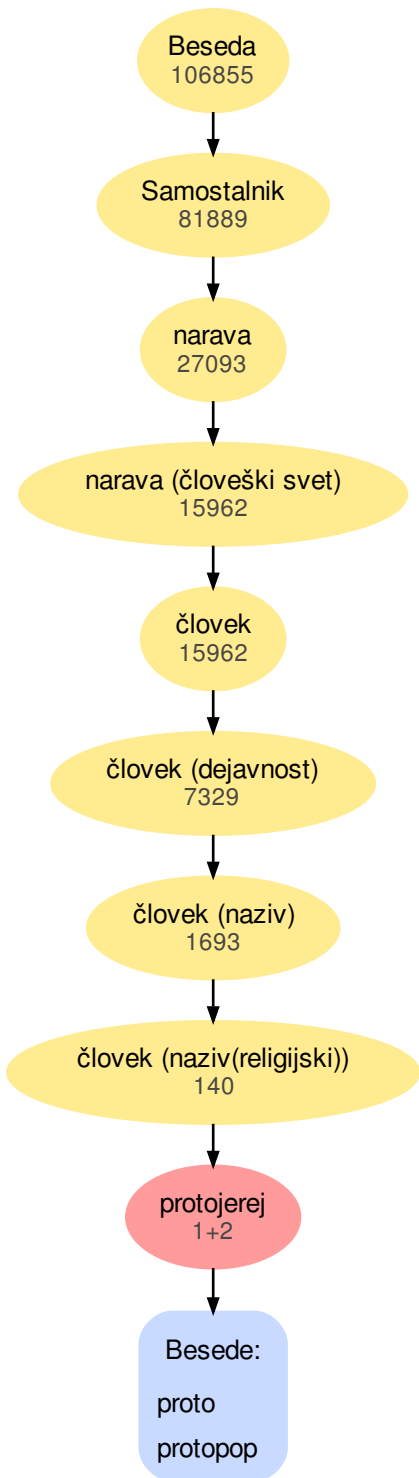 Beseda
106855
Samostalnik
81889
narava
27093
narava (človeški svet)
15962
človek
15962
človek (dejavnost)
7329
človek (naziv)
1693
človek (naziv(religijski))
140
protojerej
1+2
Besede:
proto
protopop